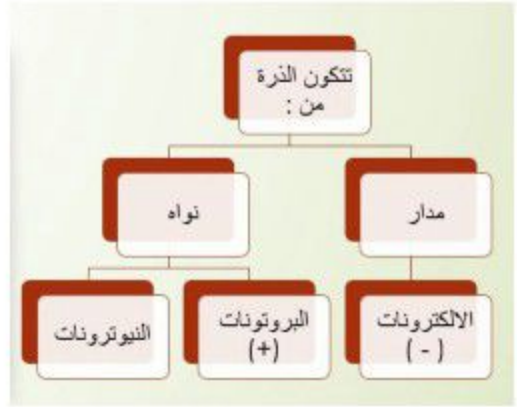 تتكون الذرة
من :
مدار
نواه
الالكترونات
( - )
البروتونات
(+)
النيوترونات